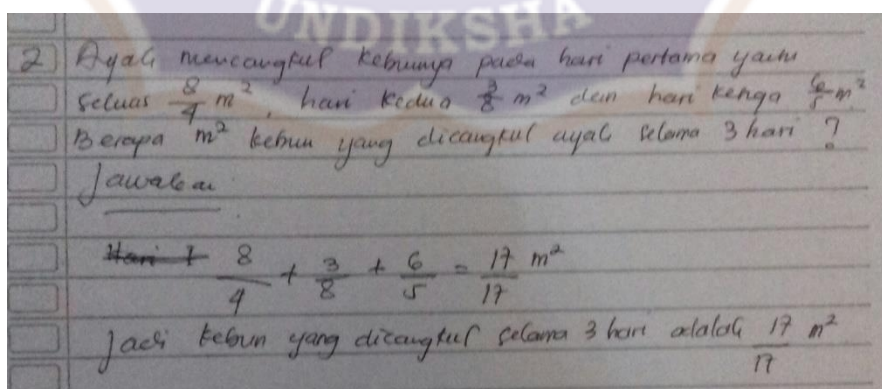 UNDIKSHA
2 Ayah mencangkul kebunnya pada hari pertama yaitu
seluas 8/4 m², hari kedua 3/8 m² dan hari ketiga 6/5 m²
Berapa m² kebun yang dicangkul ayah selama 3 hari ?
Jawaban
Hari I 8/4 + 3/8 + 6/5 = 17/17 m²
Jadi kebun yang dicangkul selama 3 hari adalah 17/17 m²